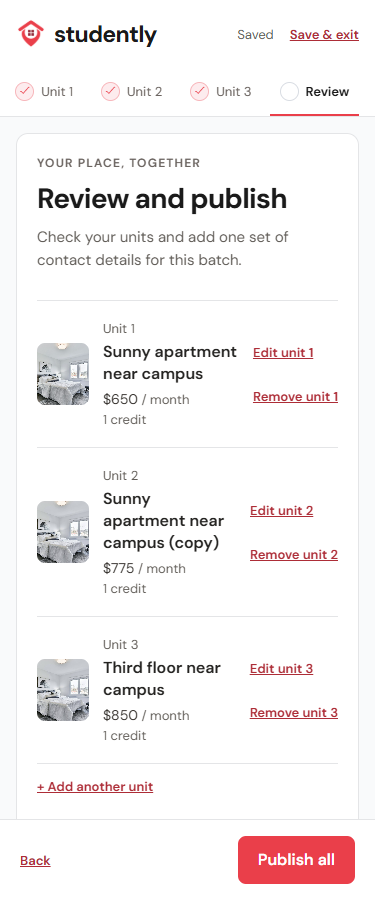 studently
Saved
Save & exit
Unit 1
Unit 2
Unit 3
Review
YOUR PLACE, TOGETHER
Review and publish
Check your units and add one set of
contact details for this batch.
Unit 1
Sunny apartment
near campus
$650 / month
1 credit
Edit unit 1
Remove unit 1
Unit 2
Sunny
apartment near
campus (copy)
$775 / month
1 credit
Edit unit 2
Remove unit 2
Unit 3
Third floor near
campus
$850 / month
1 credit
Edit unit 3
Remove unit 3
+ Add another unit
Back
Publish all